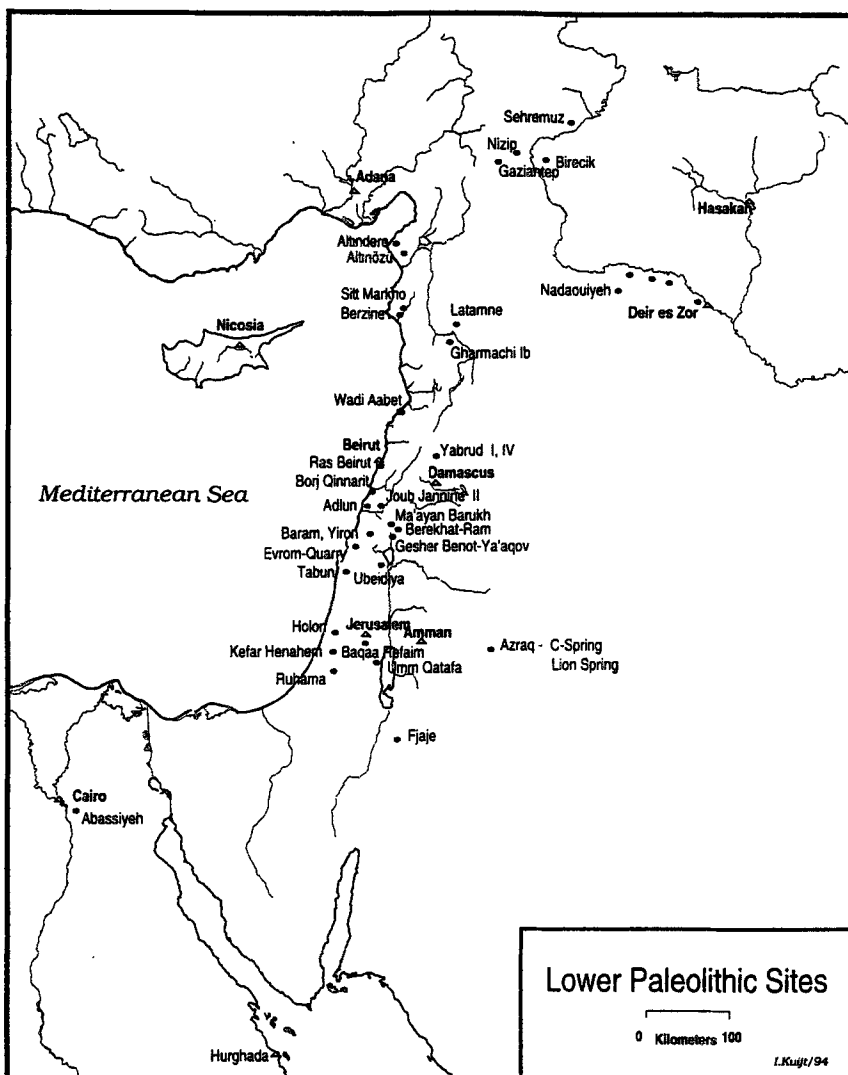 Sehremuz
Nizip
Birecik
Gaziantep
Adana
Hasakah
Altındere
Altınözü
Nadaouiyeh
Sitt Markho
Latamne
Deir es Zor
Berzine
Nicosia
Gharmachi Ib
Wadi Aabet
Beirut
Yabrud I, IV
Ras Beirut
Damascus
Borj Qinnarit
Mediterranean Sea
Joub Jannine II
Adlun
Ma'ayan Barukh
Baram, Yiron
Berekhat-Ram
Gesher Benot-Ya'aqov
Evrom-Quarry
Tabun
Ubeidiya
Holon
Jerusalem
Amman
Kefar Henahem
Baqaa Refaim
Azraq - C-Spring
Lion Spring
Umm Qatafa
Ruhama
Fjaje
Cairo
Abassiyeh
Lower Paleolithic Sites
0 Kilometers 100
Hurghada
I.Kuijt/94